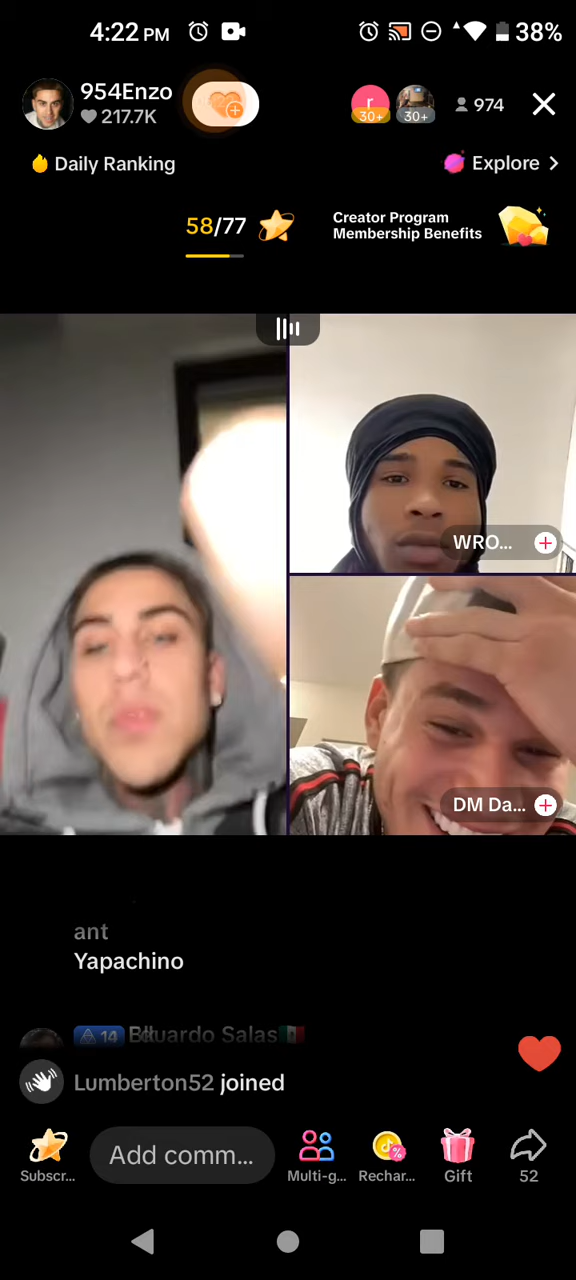 4:22 PM
38%
954Enzo
217.7K
30+
30+
974
Daily Ranking
Explore >
58/77
Creator Program
Membership Benefits
WRO...
DM Da...
ant
Yapachino
14
Lumberton52 joined
Add comm...
Subscr...
Multi-g...
Rechar...
Gift
52